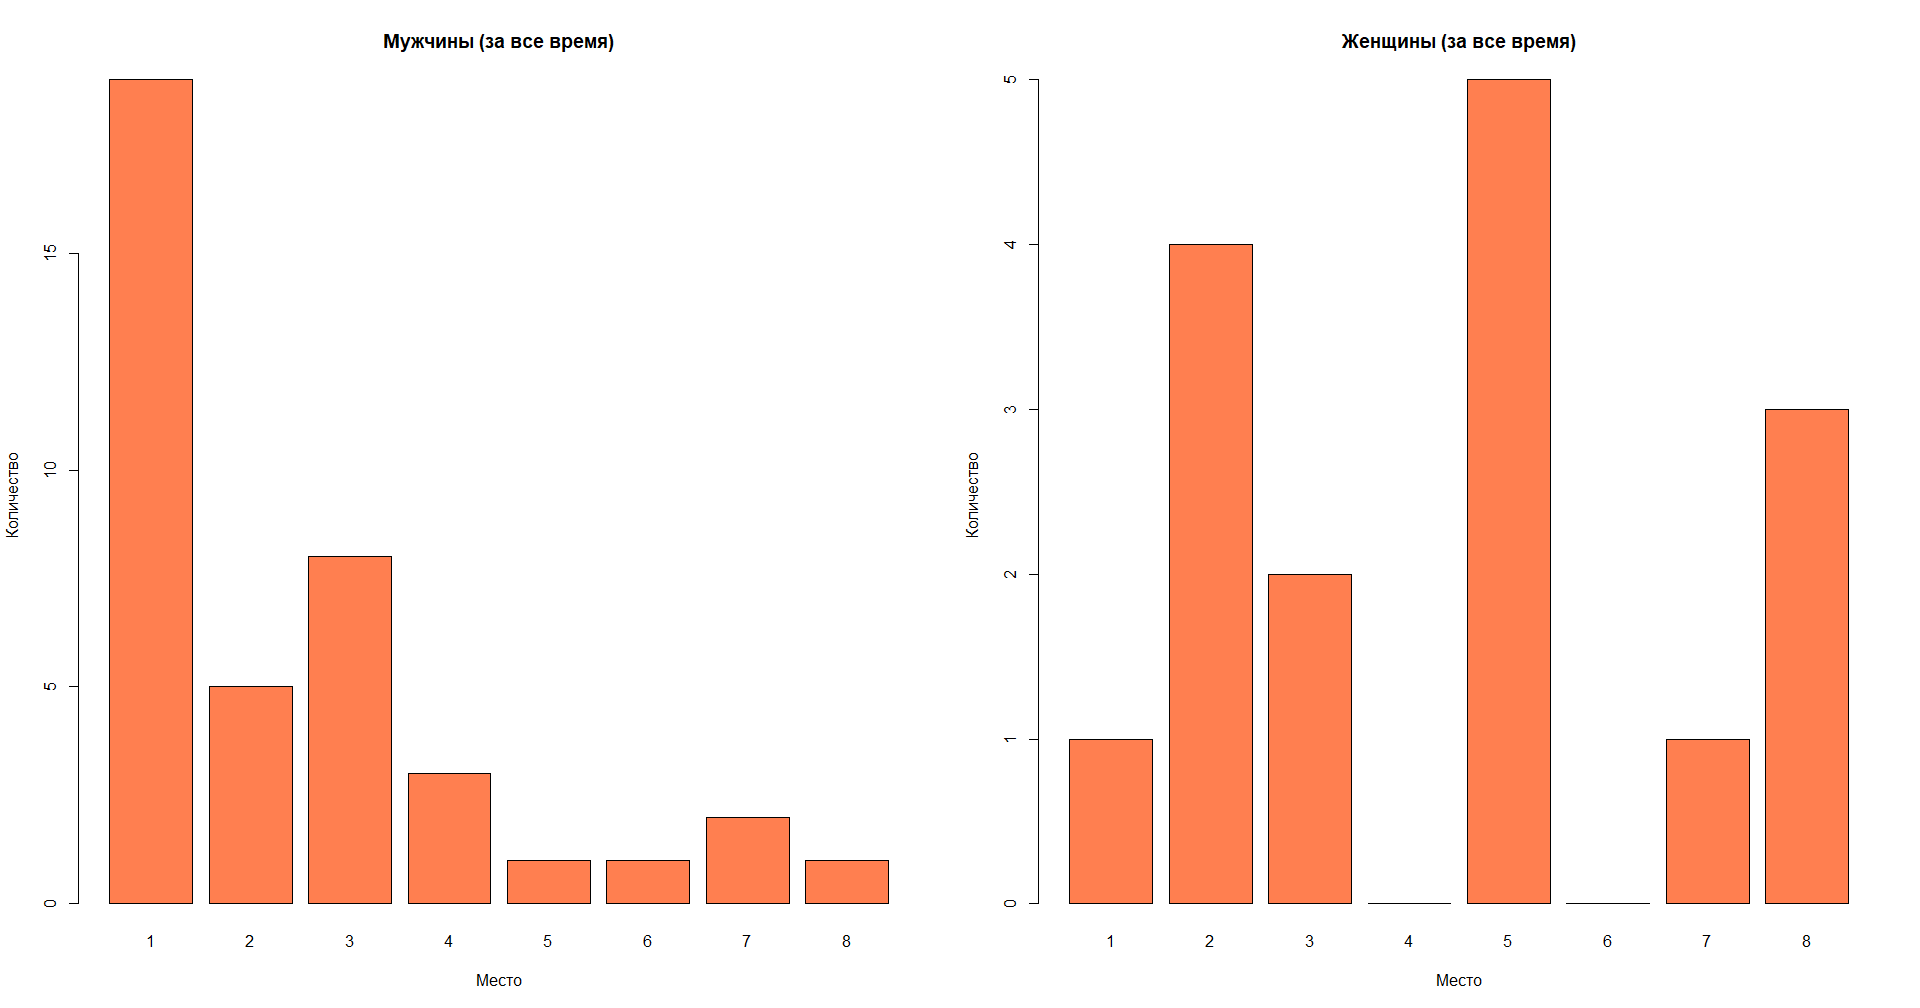 Мужчины (за все время)
Количество
15
10
5
0
1 2 3 4 5 6 7 8
Место
Женщины (за все время)
Количество
5
4
3
2
1
0
1 2 3 4 5 6 7 8
Место